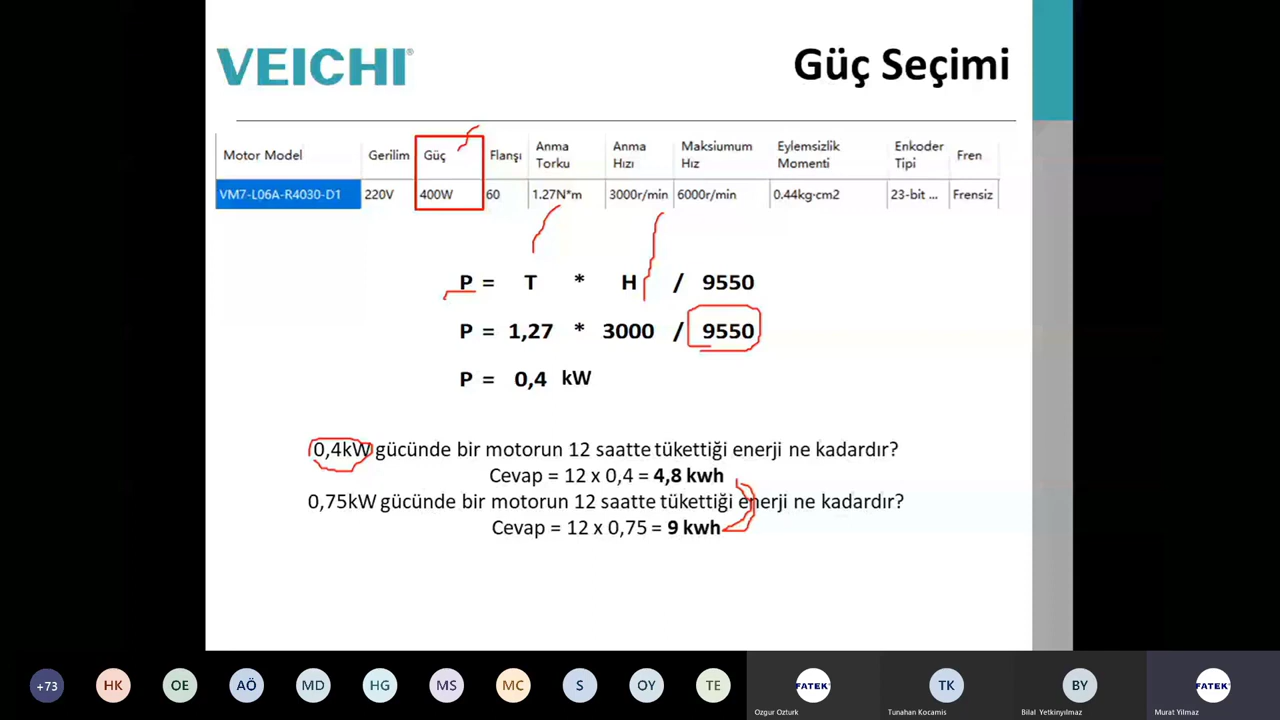 VEICHI®
Güç Seçimi
Motor Model Gerilim Güç Flanşı Anma Torku Anma Hızı Maksiumum Hız Eylemsizlik Momenti Enkoder Tipi Fren
VM7-L06A-R4030-D1 220V 400W 60 1.27N*m 3000r/min 6000r/min 0.44kg·cm2 23-bit ... Frensiz
P = T * H / 9550
P = 1,27 * 3000 / 9550
P = 0,4 kW
0,4kW gücünde bir motorun 12 saatte tükettiği enerji ne kadardır?
Cevap = 12 x 0,4 = 4,8 kwh
0,75kW gücünde bir motorun 12 saatte tükettiği enerji ne kadardır?
Cevap = 12 x 0,75 = 9 kwh
+73 HK OE AÖ MD HG MS MC S OY TE FATEK TK BY FATEK
Ozgur Ozturk Tunahan Kocamis Bilal Yetkinyılmaz Murat Yilmaz